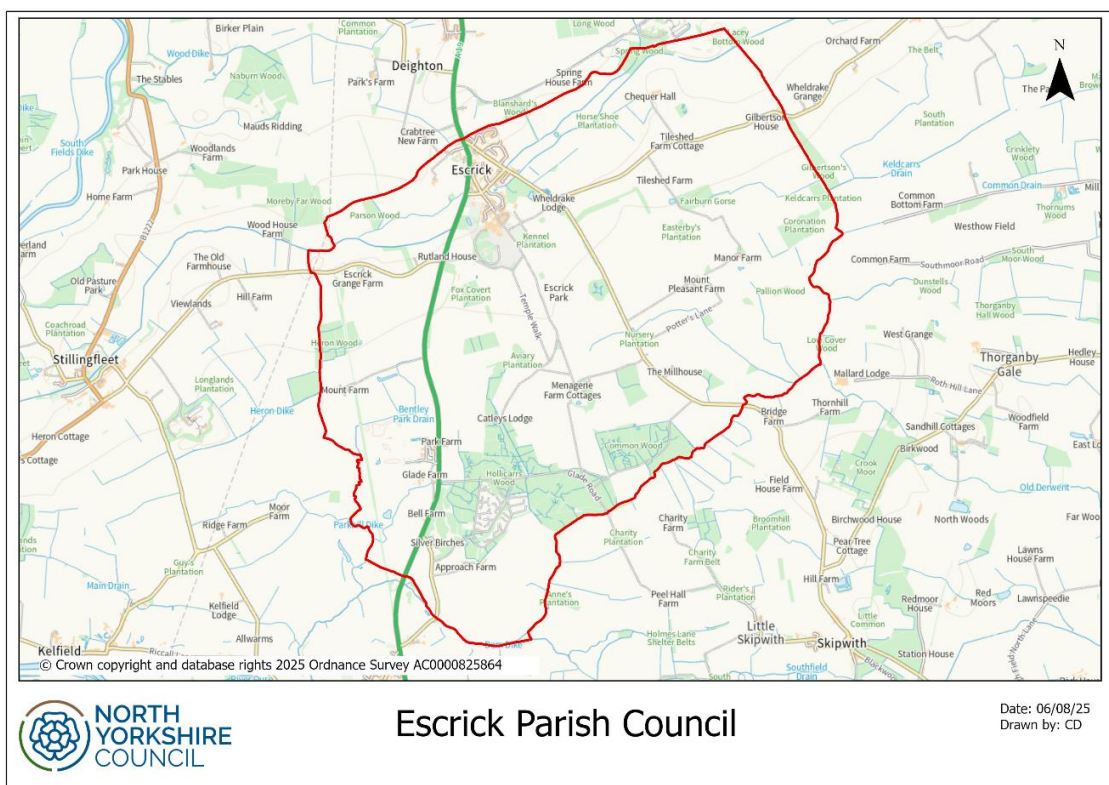 Birker Plain
Common
Plantation
A19
Long Wood
Lacey
Bottom Wood
Orchard Farm
The Belt
Wood Dike
The Stables
Naburn Wood
Deighton
Park's Farm
Spring Wood
Spring
House Farm
Chequer Hall
Wheldrake
Grange
N
Mauds Ridding
Blanshard's
Wood
Horse Shoe
Plantation
Gilbertson
House
South
Plantation
South
Fields Dike
Woodlands
Farm
Crabtree
New Farm
Tileshed
Farm Cottage
Crinklety
Wood
Park House
Escrick
Gilbertson's
Wood
Keldcarrs
Drain
Common Drain
Mill
Home Farm
Moreby Far Wood
Wheldrake
Lodge
Tileshed Farm
Keldcarrs Plantation
Common
Bottom Farm
Thornums
Wood
B1222
Wood House
Farm
Parson Wood
Fairburn Gorse
Coronation
Plantation
Westhow Field
Kennel
Plantation
Easterby's
Plantation
The Old
Farmhouse
Rutland House
Manor Farm
Common Farm
Southmoor Road
South
Moor Wood
Old Pasture
Park
Viewlands
Hill Farm
Escrick
Grange Farm
Fox Covert
Plantation
Escrick
Park
Mount
Pleasant Farm
Pallion Wood
Dunstells
Wood
Thorganby
Hall Wood
Coachroad
Plantation
Temple Walk
Potter's Lane
Stillingfleet
Heron Wood
Nursery
Plantation
West Grange
Aviary
Plantation
Thorganby
Gale
Hedley
House
Longlands
Plantation
Mount Farm
Menagerie
Farm Cottages
The Millhouse
Mallard Lodge
Roth Hill Lane
Heron Dike
Bentley
Park Drain
Catleys Lodge
Bridge
Farm
Thornhill
Farm
Woodfield
Farm
Heron Cottage
Sandhill Cottages
Park Farm
Common Wood
Birkwood
Glade Farm
Hollicarrs
Wood
Glade Road
Crook
Moor
Field
House Farm
Old Derwent
Moor
Farm
Bell Farm
Ridge Farm
Charity
Farm
Broomhill
Plantation
Birchwood House
North Woods
Far Wood
Silver Birches
Charity
Plantation
Pear Tree
Cottage
Guy's
Plantation
Approach Farm
Charity
Farm Belt
Lawns
House Farm
Main Drain
Hill Farm
Kelfield
Lodge
Anne's
Plantation
Peel Hall
Farm
Rider's
Plantation
Redmoor
House
Red
Moors
Lawnspeedie
Little
Common
Allwarms
Holmes Lane
Shelter Belts
Little
Skipwith
Skipwith
Station House
Kelfield
Southfield
Drain
© Crown copyright and database rights 2025 Ordnance Survey AC0000825864
NORTH
YORKSHIRE
COUNCIL
Escrick Parish Council
Date: 06/08/25
Drawn by: CD